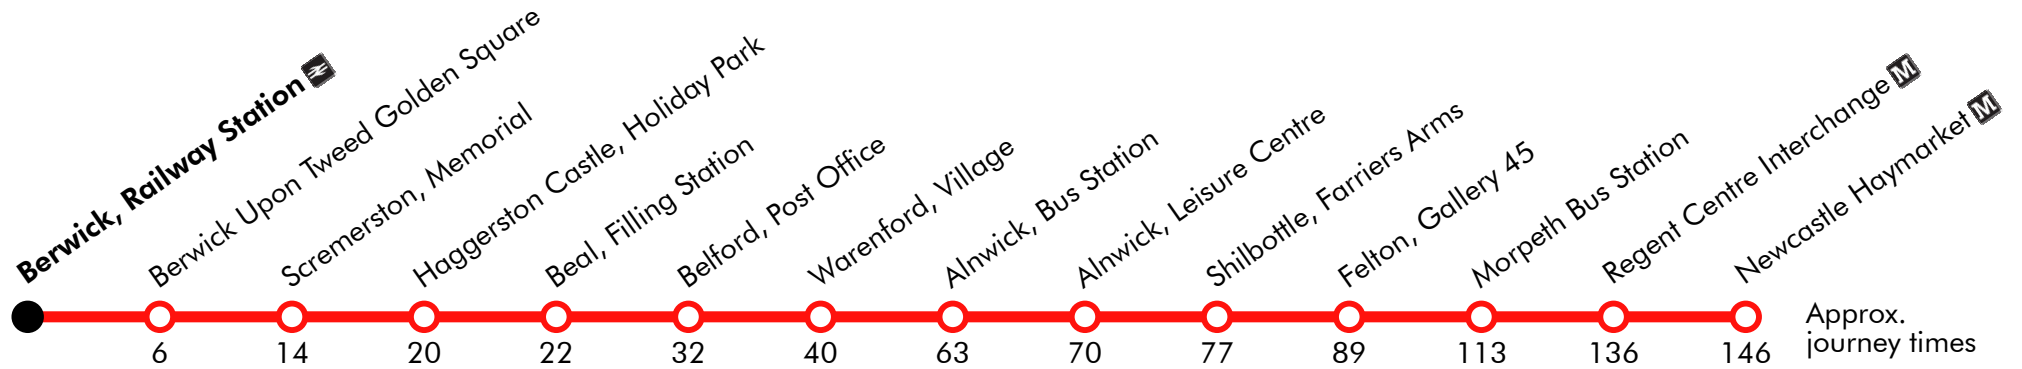 Berwick, Railway Station
Berwick Upon Tweed Golden Square
Scremerston, Memorial
Haggerston Castle, Holiday Park
Beal, Filling Station
Belford, Post Office
Warenford, Village
Alnwick, Bus Station
Alnwick, Leisure Centre
Shilbottle, Farriers Arms
Felton, Gallery 45
Morpeth Bus Station
Regent Centre Interchange M
Newcastle Haymarket M
6 14 20 22 32 40 63 70 77 89 113 136 146
Approx.
journey times